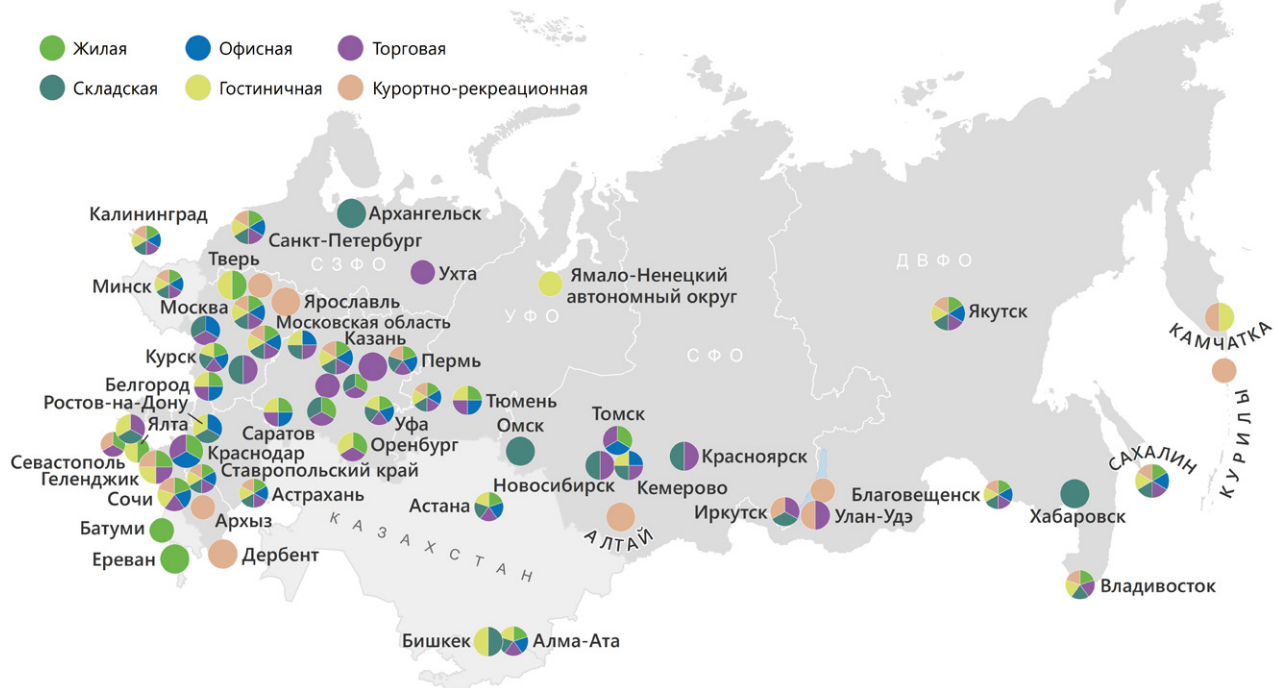 Жилая
Офисная
Торговая
Складская
Гостиничная
Курортно-рекреационная
Калининград
Архангельск
Санкт-Петербург
СЗФО
Тверь
Ухта
Ямало-Ненецкий
автономный округ
ДВФО
Минск
Ярославль
Москва
УФО
Якутск
Московская область
Казань
КАМЧАТКА
Курск
Пермь
СФО
Белгород
Ростов-на-Дону
Тюмень
КУРИЛЫ
Ялта
Саратов
Уфа
Омск
Томск
Краснодар
Оренбург
Красноярск
Севастополь
Ставропольский край
САХАЛИН
Геленджик
Новосибирск
Кемерово
Сочи
Астрахань
Астана
Благовещенск
Архыз
Иркутск
Улан-Удэ
Хабаровск
Батуми
КАЗАХСТАН
АЛТАЙ
Ереван
Дербент
Владивосток
Бишкек
Алма-Ата